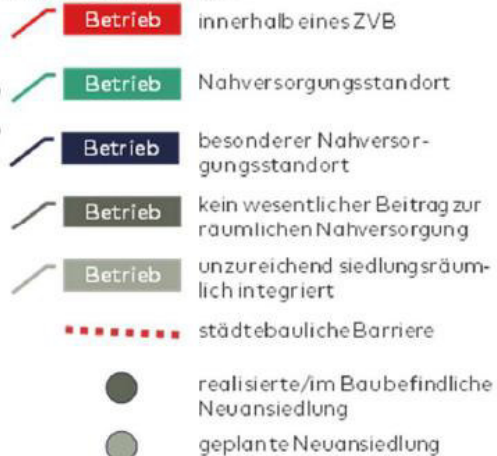 Betrieb innerhalb eines ZVB
Betrieb Nahversorgungsstandort
Betrieb besonderer Nahversor-
gungsstandort
Betrieb kein wesentlicher Beitrag zur
räumlichen Nahversorgung
Betrieb unzureichend siedlungsräum-
lich integriert
städtebauliche Barriere
realisierte/im Bau befindliche
Neuansiedlung
geplante Neuansiedlung